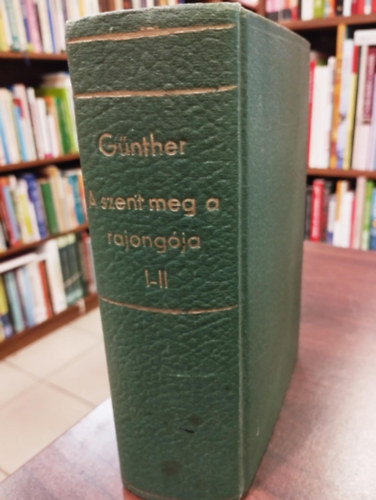 Günther
A szent meg a
rajongója
I-II